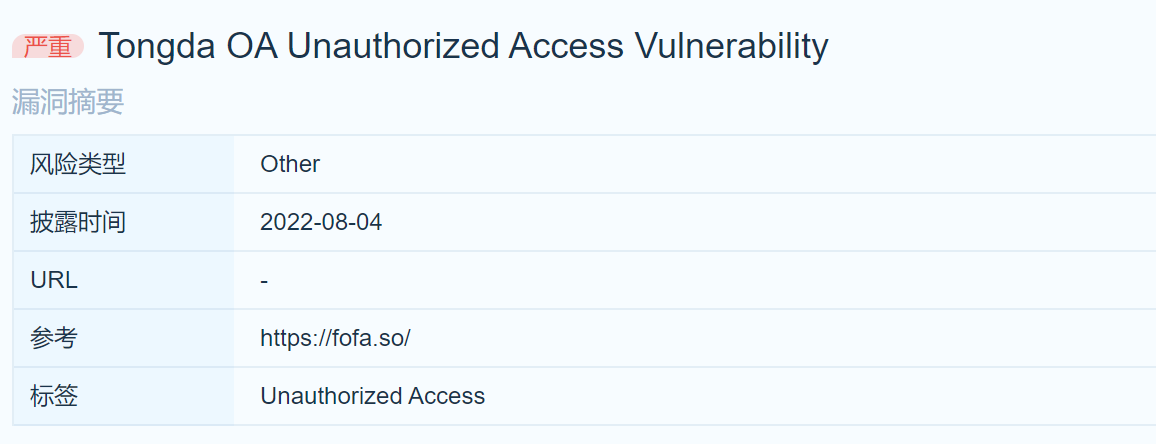 严重 Tongda OA Unauthorized Access Vulnerability
漏洞摘要
风险类型 Other
披露时间 2022-08-04
URL -
参考 https://fofa.so/
标签 Unauthorized Access